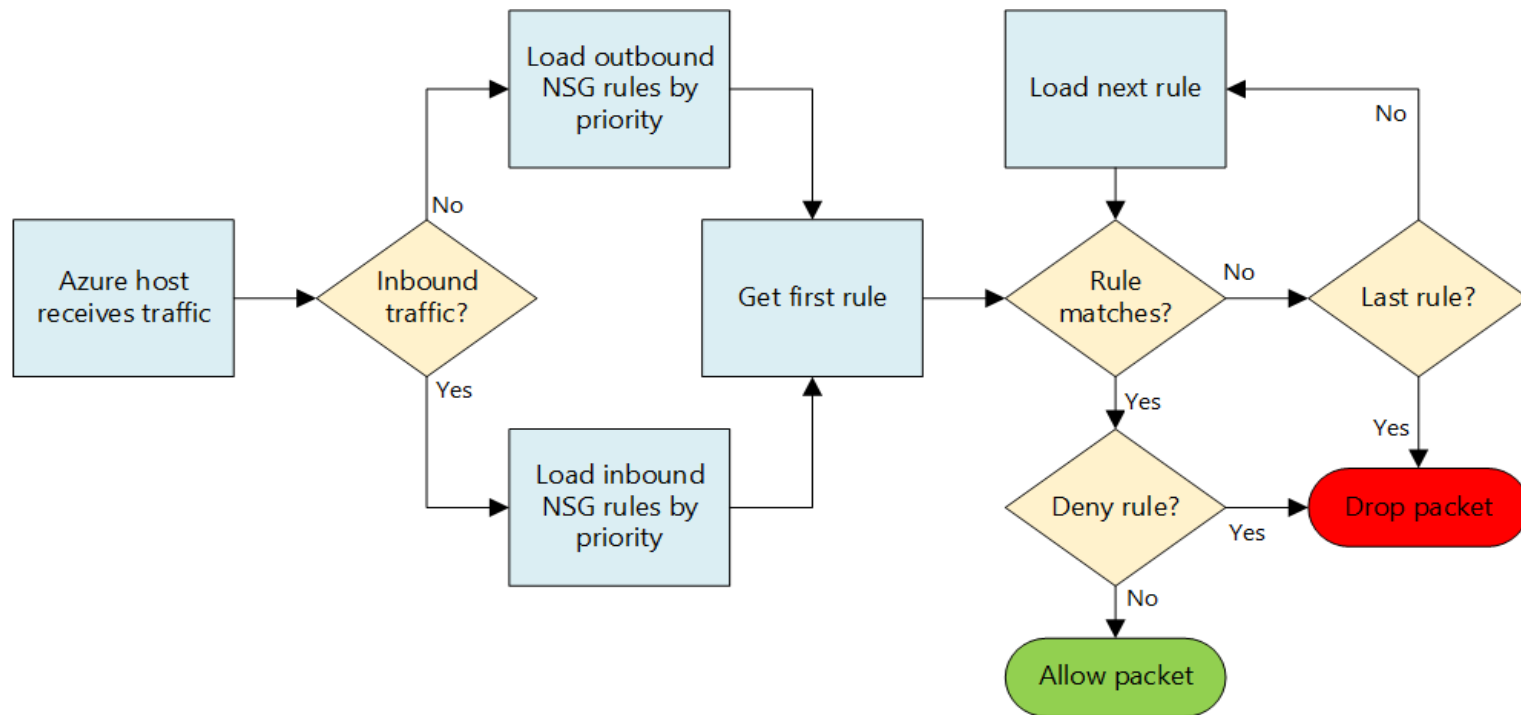 Load outbound
NSG rules by
priority
Load next rule
No
No
Azure host
receives traffic
Inbound
traffic?
Get first rule
Rule
matches?
No
Last rule?
Yes
Yes
Yes
Load inbound
NSG rules by
priority
Deny rule?
Yes
Drop packet
No
Allow packet